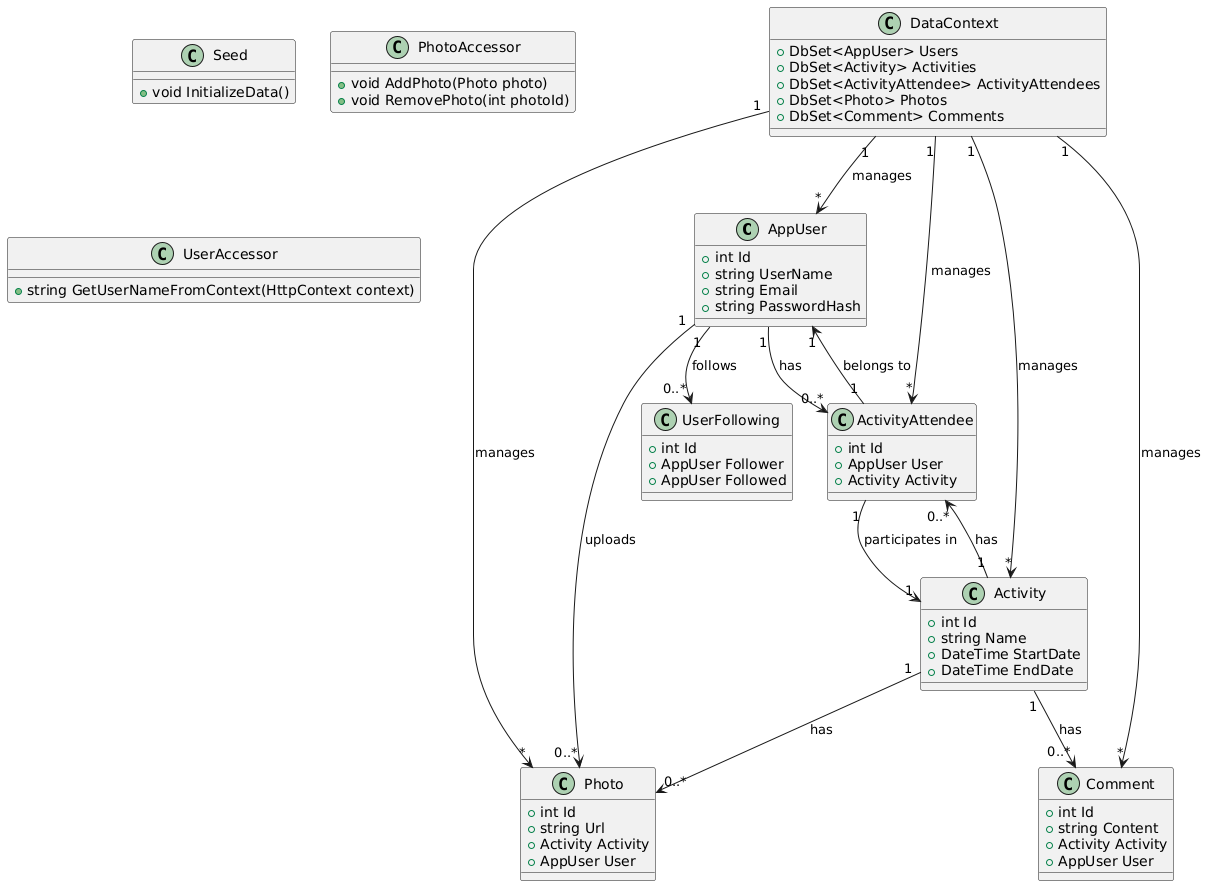 C Seed
void InitializeData()
C PhotoAccessor
void AddPhoto(Photo photo)
void RemovePhoto(int photoId)
C DataContext
DbSet<AppUser> Users
DbSet<Activity> Activities
DbSet<ActivityAttendee> ActivityAttendees
DbSet<Photo> Photos
DbSet<Comment> Comments
1
1
1
1
1
manages
*
C UserAccessor
string GetUserNameFromContext(HttpContext context)
C AppUser
int Id
string UserName
string Email
string PasswordHash
manages
1
1
1
1
follows
has
belongs to
manages
0..*
0..*
1
*
C UserFollowing
int Id
AppUser Follower
AppUser Followed
C ActivityAttendee
int Id
AppUser User
Activity Activity
manages
manages
1
0..*
uploads
participates in
has
1
1
*
C Activity
int Id
string Name
DateTime StartDate
DateTime EndDate
1
1
has
has
*
0..*
0..*
0..*
*
C Photo
int Id
string Url
Activity Activity
AppUser User
C Comment
int Id
string Content
Activity Activity
AppUser User